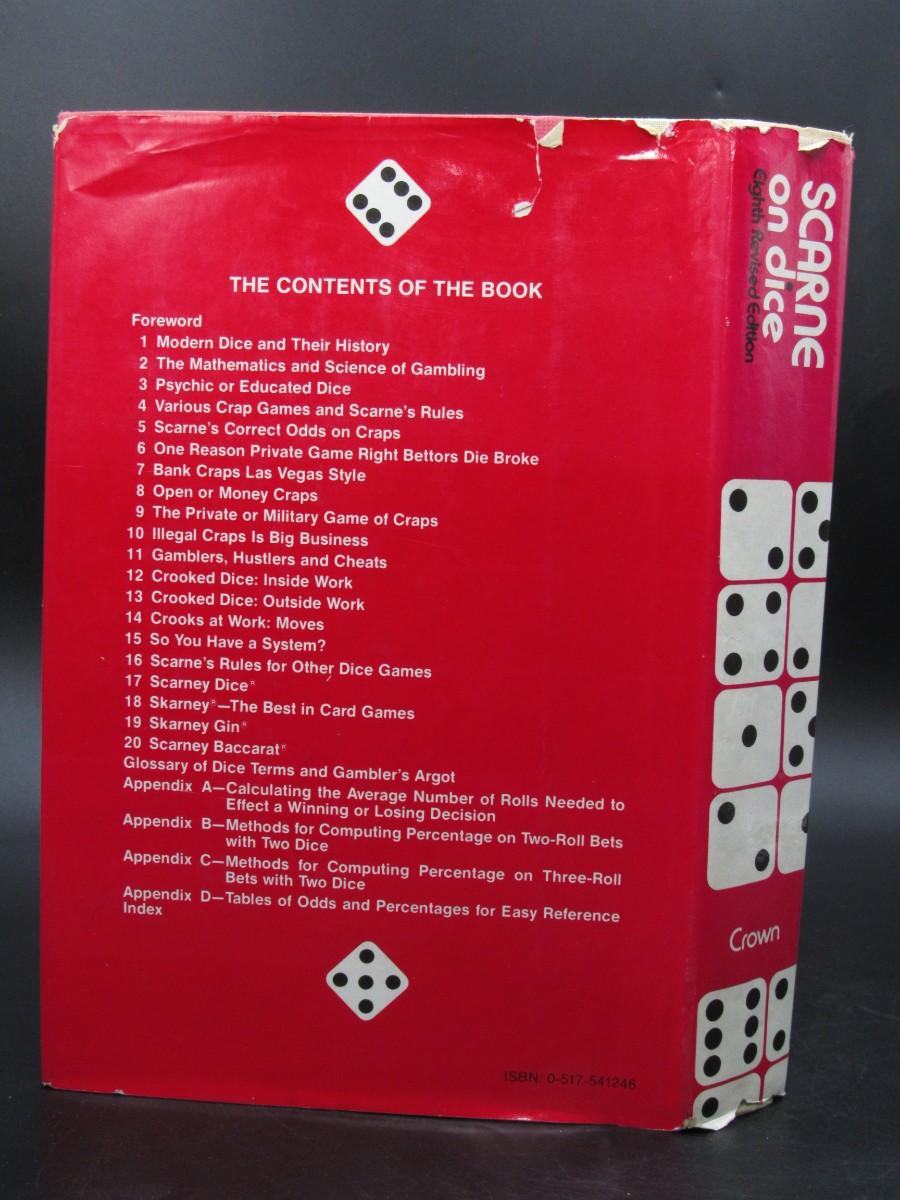 THE CONTENTS OF THE BOOK
Foreword
1 Modern Dice and Their History
2 The Mathematics and Science of Gambling
3 Psychic or Educated Dice
4 Various Crap Games and Scarne's Rules
5 Scarne's Correct Odds on Craps
6 One Reason Private Game Right Bettors Die Broke
7 Bank Craps Las Vegas Style
8 Open or Money Craps
9 The Private or Military Game of Craps
10 Illegal Craps Is Big Business
11 Gamblers, Hustlers and Cheats
12 Crooked Dice: Inside Work
13 Crooked Dice: Outside Work
14 Crooks at Work: Moves
15 So You Have a System?
16 Scarne's Rules for Other Dice Games
17 Scarney Dice®
18 Skarney®—The Best in Card Games
19 Skarney Gin®
20 Scarney Baccarat®
Glossary of Dice Terms and Gambler's Argot
Appendix A—Calculating the Average Number of Rolls Needed to
Effect a Winning or Losing Decision
Appendix B—Methods for Computing Percentage on Two-Roll Bets
with Two Dice
Appendix C—Methods for Computing Percentage on Three-Roll
Bets with Two Dice
Appendix D—Tables of Odds and Percentages for Easy Reference
Index
ISBN: 0-517-541246
SCARNE
on dice
Eighth Revised Edition
Crown